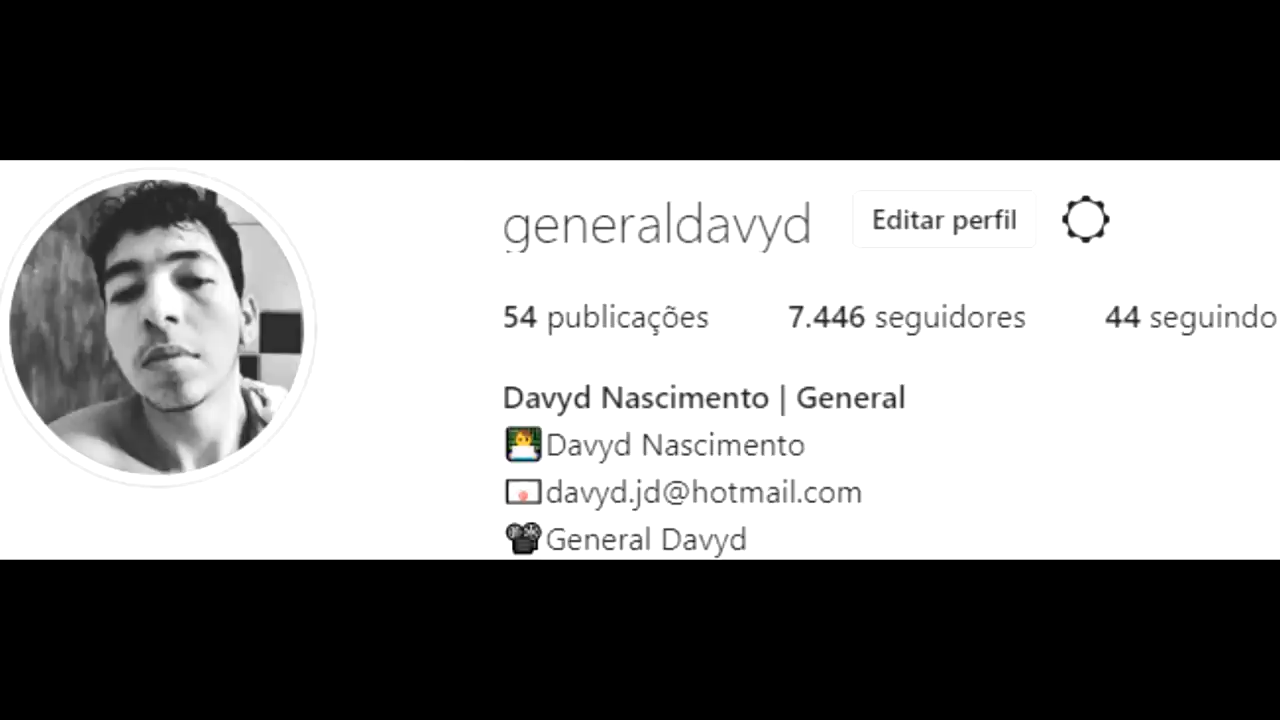 generaldavyd Editar perfil
54 publicações 7.446 seguidores 44 seguindo
Davyd Nascimento | General
Davyd Nascimento
davyd.jd@hotmail.com
General Davyd